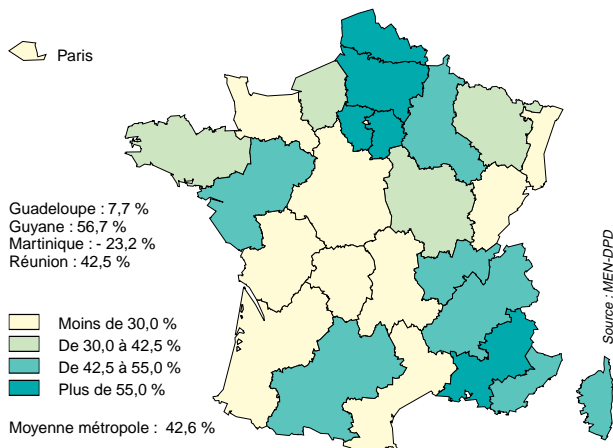 Paris
Guadeloupe : 7,7 %
Guyane : 56,7 %
Martinique : - 23,2 %
Réunion : 42,5 %
Moins de 30,0 %
De 30,0 à 42,5 %
De 42,5 à 55,0 %
Plus de 55,0 %
Moyenne métropole : 42,6 %
Source : MEN-DPD